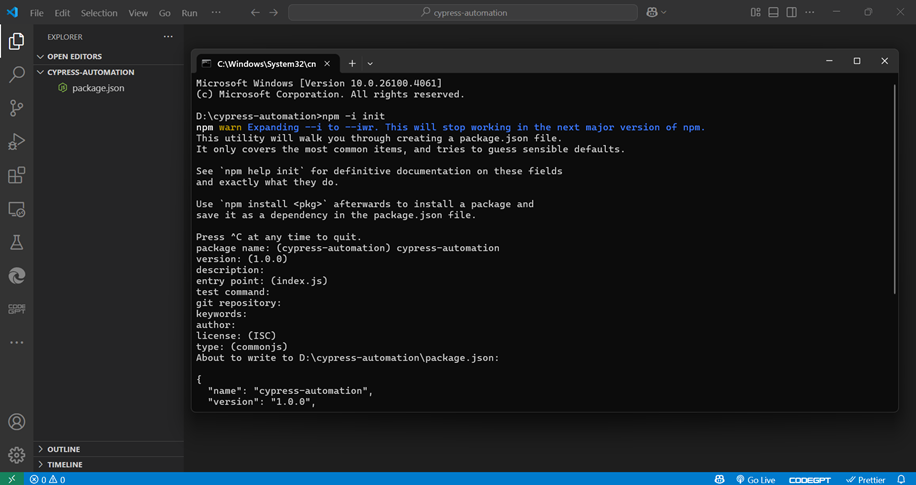 File Edit Selection View Go Run ··· cypress-automation
EXPLORER ···
OPEN EDITORS
CYPRESS-AUTOMATION
package.json
C:\Windows\System32\cn
Microsoft Windows [Version 10.0.26100.4061]
(c) Microsoft Corporation. All rights reserved.
D:\cypress-automation>npm -i init
npm warn Expanding --i to --iwr. This will stop working in the next major version of npm.
This utility will walk you through creating a package.json file.
It only covers the most common items, and tries to guess sensible defaults.
See `npm help init` for definitive documentation on these fields
and exactly what they do.
Use `npm install <pkg>` afterwards to install a package and
save it as a dependency in the package.json file.
Press ^C at any time to quit.
package name: (cypress-automation) cypress-automation
version: (1.0.0)
description:
entry point: (index.js)
test command:
git repository:
keywords:
author:
license: (ISC)
type: (commonjs)
About to write to D:\cypress-automation\package.json:
{
"name": "cypress-automation",
"version": "1.0.0",
CODE
GPT
OUTLINE
TIMELINE
0 0 Go Live CODEGPT Prettier